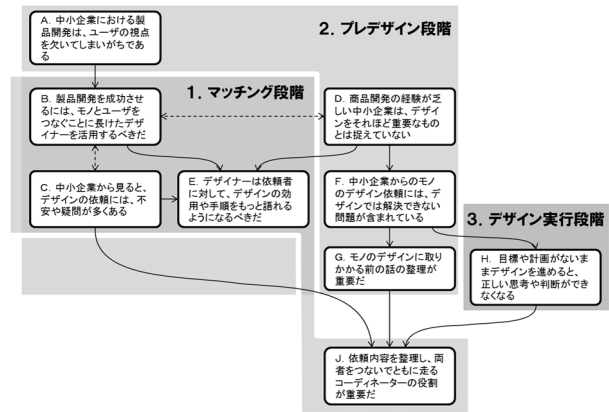 A. 中小企業における製
品開発は、ユーザの視点
を欠いてしまいがちであ
る
2. プレデザイン段階
1. マッチング段階
B. 製品開発を成功させ
るには、モノとユーザを
つなぐことに長けたデザ
イナーを活用するべきだ
D. 商品開発の経験が乏
しい中小企業は、デザ
インをそれほど重要なもの
とは捉えていない
C. 中小企業から見ると、
デザインの依頼には、不
安や疑問が多くある
E. デザイナーは依頼者
に対して、デザインの効
用や手順をもっと語れる
ようになるべきだ
F. 中小企業からのモノ
のデザイン依頼には、デ
ザインでは解決できない
問題が含まれている
3. デザイン実行段階
G. モノのデザインに取り
かかる前の話の整理が
重要だ
H. 目標や計画がないま
まデザインを進めると、
正しい思考や判断ができ
なくなる
J. 依頼内容を整理し、両
者をつないでともに走る
コーディネーターの役割
が重要だ